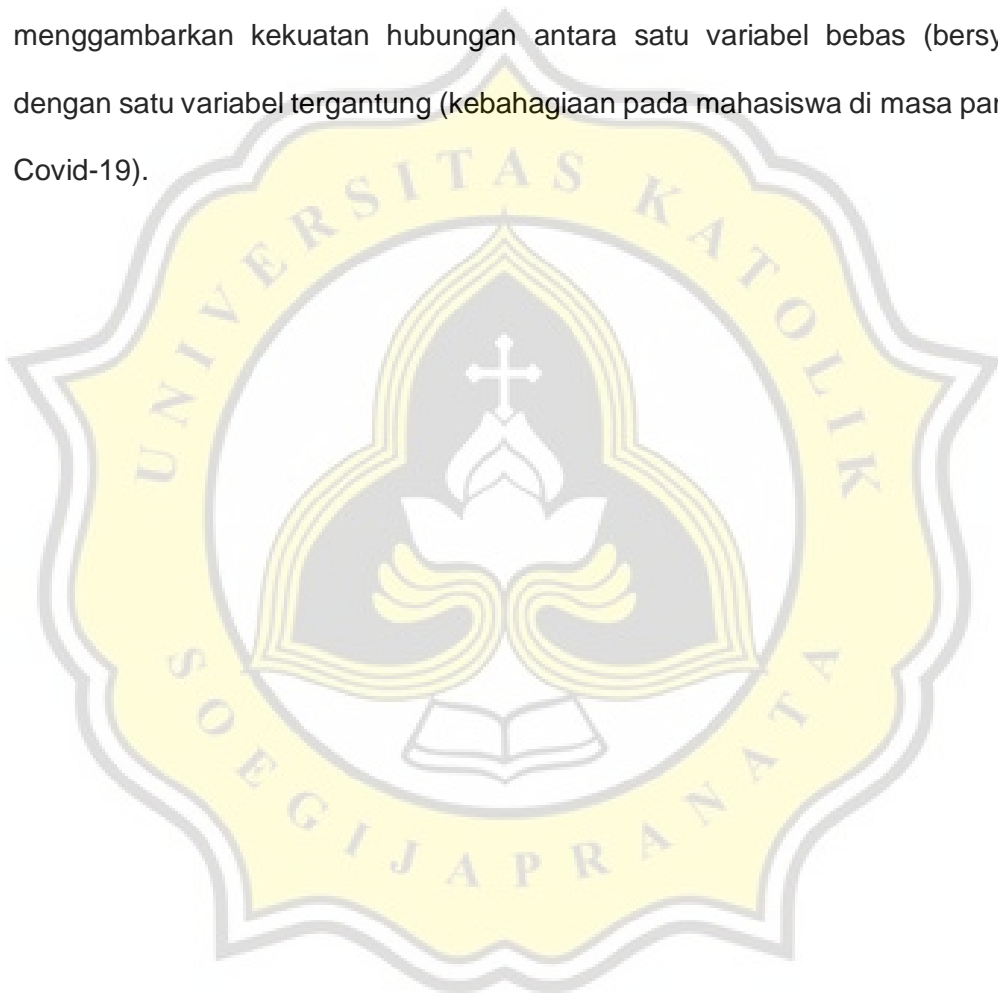 menggambarkan kekuatan hubungan antara satu variabel bebas (bersy
dengan satu variabel tergantung (kebahagiaan pada mahasiswa di masa pan
Covid-19).
UNIVERSITAS KATOLIK
SOEGIJAPRANATA